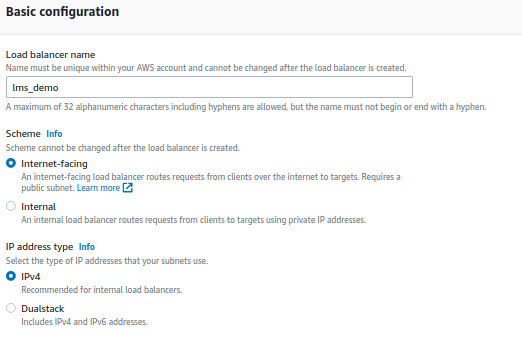 Basic configuration
Load balancer name
Name must be unique within your AWS account and cannot be changed after the load balancer is created.
lms_demo
A maximum of 32 alphanumeric characters including hyphens are allowed, but the name must not begin or end with a hyphen.
Scheme Info
Scheme cannot be changed after the load balancer is created.
Internet-facing
An internet-facing load balancer routes requests from clients over the internet to targets. Requires a
public subnet. Learn more
Internal
An internal load balancer routes requests from clients to targets using private IP addresses.
IP address type Info
Select the type of IP addresses that your subnets use.
IPv4
Recommended for internal load balancers.
Dualstack
Includes IPv4 and IPv6 addresses.